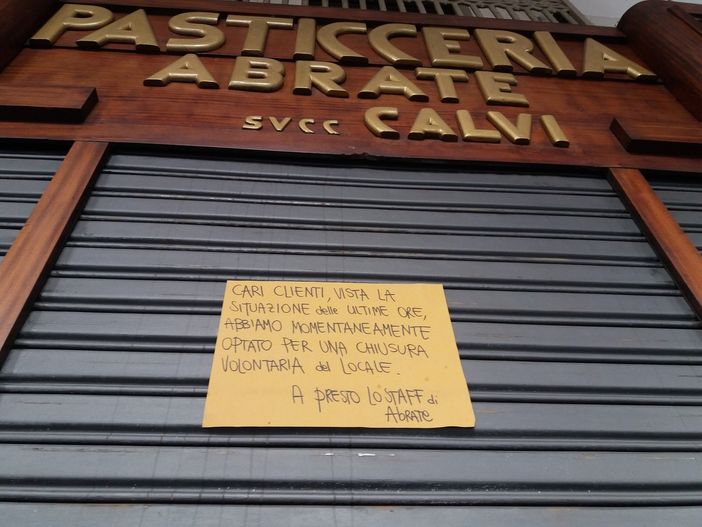 PASTICCERIA
ABRATE
SVCC CALVI
CARI CLIENTI, VISTA LA
SITUAZIONE delle ULTIME ORE,
ABBIAMO MOMENTANEAMENTE
OPTATO PER UNA CHIUSURA
VOLONTARIA del LOCALE.
A PRESTO LO STAFF di
Abrate